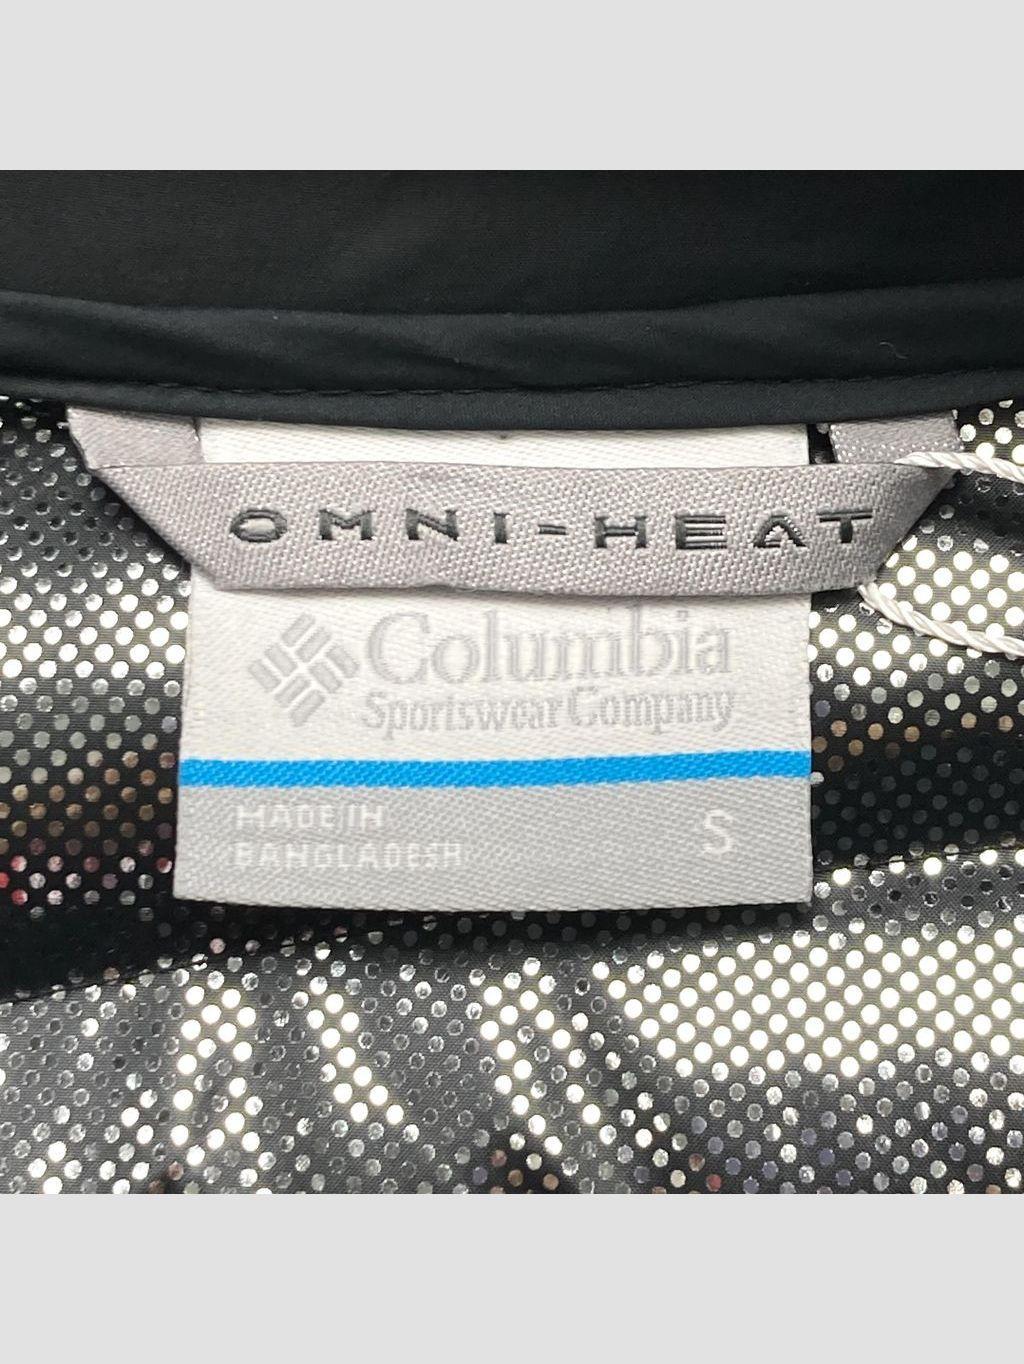 OMNI-HEAT
Columbia
Sportswear Company
MADE IN
BANGLADESH
S